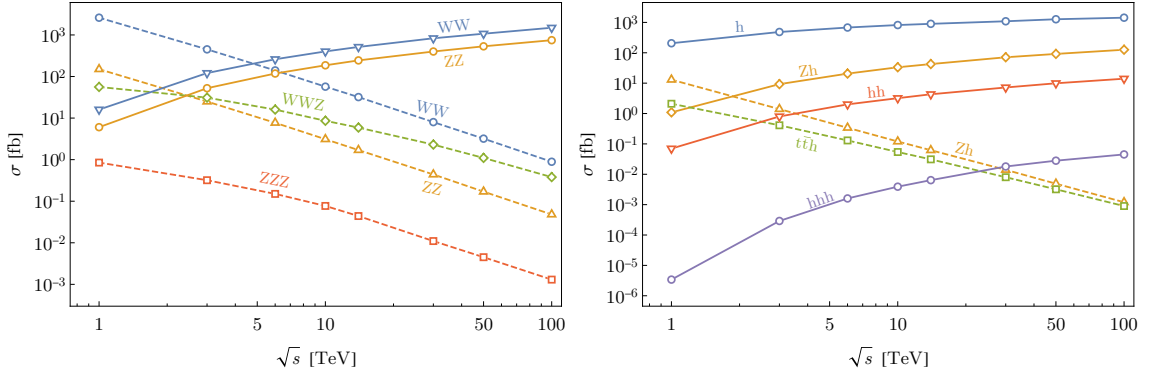 10³
10²
10¹
10⁰
10⁻¹
10⁻²
10⁻³
σ [fb]
WW
ZZ
WWZ
WW
ZZZ
ZZ
1 5 10 50 100
√s [TeV]
10³
10²
10¹
10⁰
10⁻¹
10⁻²
10⁻³
10⁻⁴
10⁻⁵
10⁻⁶
σ [fb]
h
Zh
hh
tt̄h
Zh
hhh
1 5 10 50 100
√s [TeV]